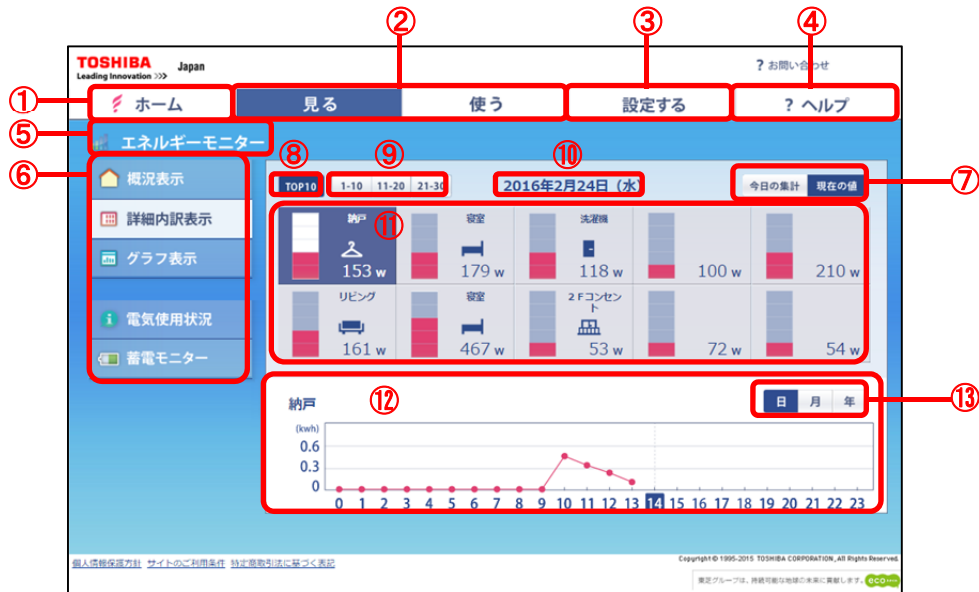 ② ③ ④
TOSHIBA
Leading Innovation >>> Japan
? お問い合わせ
① ホーム 見る 使う 設定する ? ヘルプ
⑤ エネルギーモニター
⑥ 概況表示
詳細内訳表示
グラフ表示
電気使用状況
蓄電モニター
⑧ ⑨ ⑩
TOP10 1-10 11-20 21-30 2016年2月24日（水） 今日の集計 現在の値 ⑦
納戸 ⑪ 寝室 洗濯機
153 w 179 w 118 w 100 w 210 w
リビング 寝室 2Fコンセン
ト
161 w 467 w 53 w 72 w 54 w
納戸 ⑫ 日 月 年 ⑬
(kwh)
0.6
0.3
0
0 1 2 3 4 5 6 7 8 9 10 11 12 13 14 15 16 17 18 19 20 21 22 23
個人情報保護方針 サイトのご利用条件 特定商取引法に基づく表記
Copyright © 1995-2015 TOSHIBA CORPORATION, All Rights Reserved.
東芝グループは、持続可能な地球の未来に貢献します。 eco